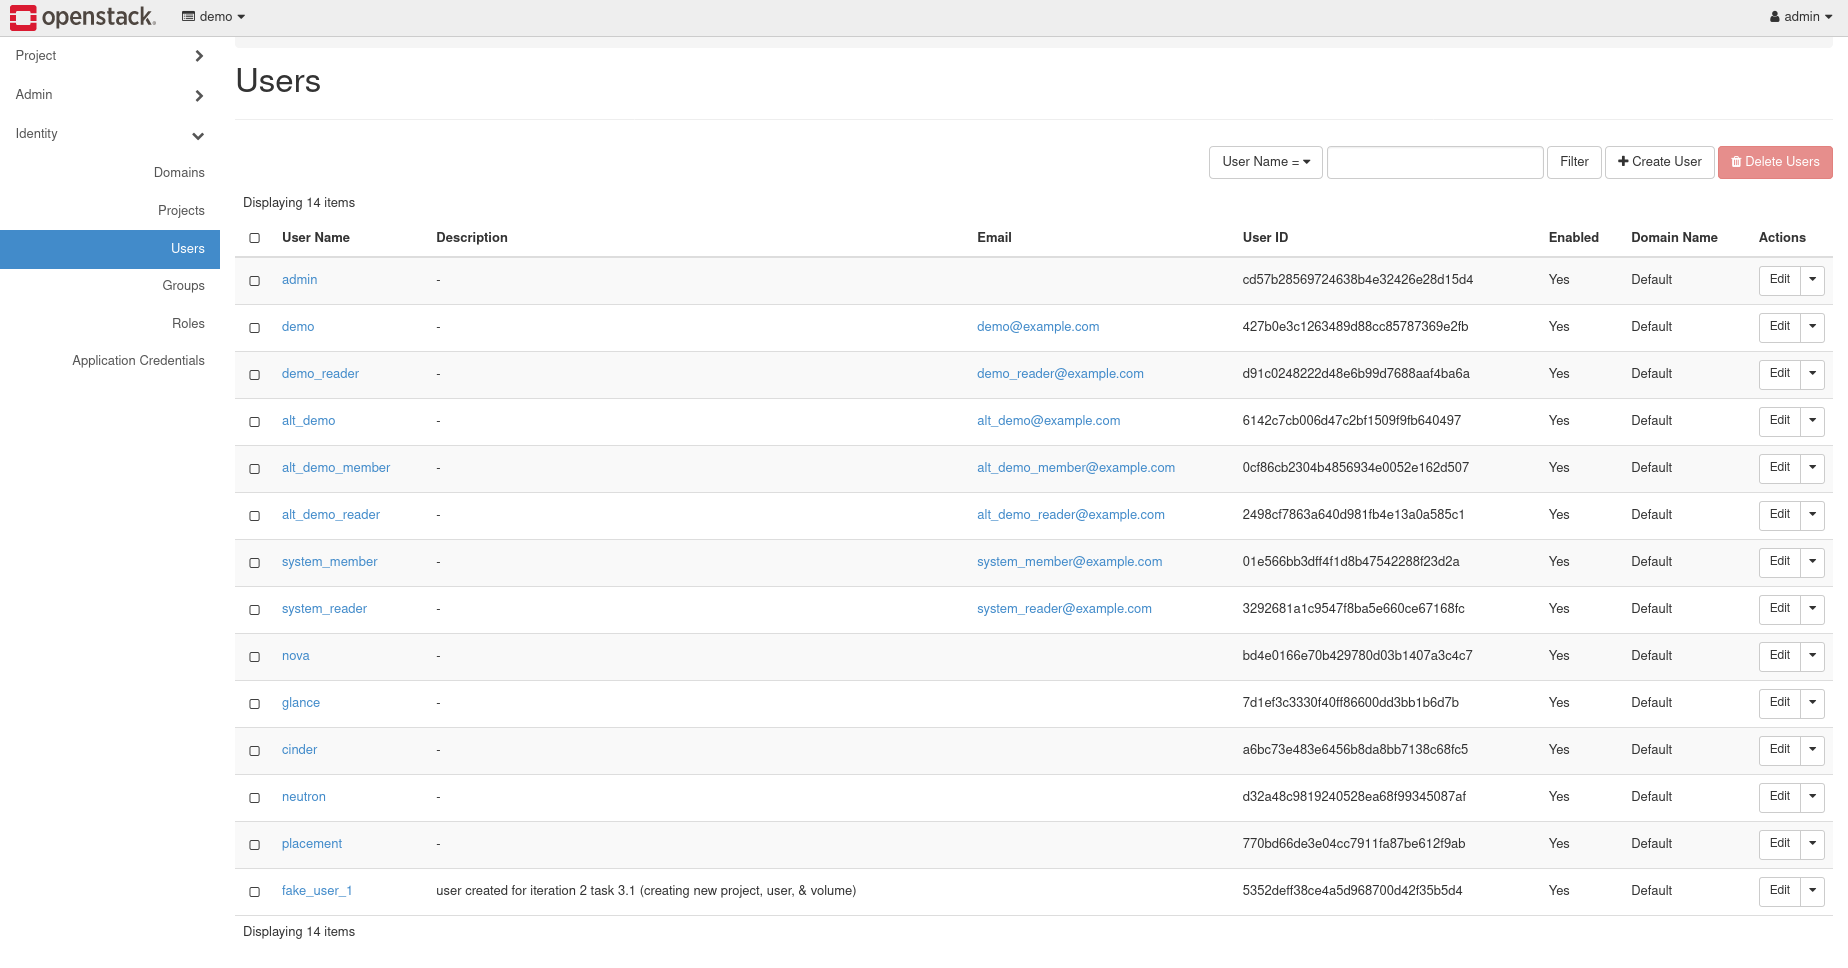 openstack. demo admin
Project
Admin
Identity
Domains
Projects
Users
Groups
Roles
Application Credentials
Users
User Name = Filter Create User Delete Users
Displaying 14 items
User Name Description Email User ID Enabled Domain Name Actions
admin - cd57b28569724638b4e32426e28d15d4 Yes Default Edit
demo - demo@example.com 427b0e3c1263489d88cc85787369e2fb Yes Default Edit
demo_reader - demo_reader@example.com d91c0248222d48e6b99d7688aaf4ba6a Yes Default Edit
alt_demo - alt_demo@example.com 6142c7cb006d47c2bf1509f9fb640497 Yes Default Edit
alt_demo_member - alt_demo_member@example.com 0cf86cb2304b4856934e0052e162d507 Yes Default Edit
alt_demo_reader - alt_demo_reader@example.com 2498cf7863a640d981fb4e13a0a585c1 Yes Default Edit
system_member - system_member@example.com 01e566bb3dff4f1d8b47542288f23d2a Yes Default Edit
system_reader - system_reader@example.com 3292681a1c9547f8ba5e660ce67168fc Yes Default Edit
nova - bd4e0166e70b429780d03b1407a3c4c7 Yes Default Edit
glance - 7d1ef3c3330f40ff86600dd3bb1b6d7b Yes Default Edit
cinder - a6bc73e483e6456b8da8bb7138c68fc5 Yes Default Edit
neutron - d32a48c9819240528ea68f99345087af Yes Default Edit
placement - 770bd66de3e04cc7911fa87be612f9ab Yes Default Edit
fake_user_1 user created for iteration 2 task 3.1 (creating new project, user, & volume) 5352deff38ce4a5d968700d42f35b5d4 Yes Default Edit
Displaying 14 items